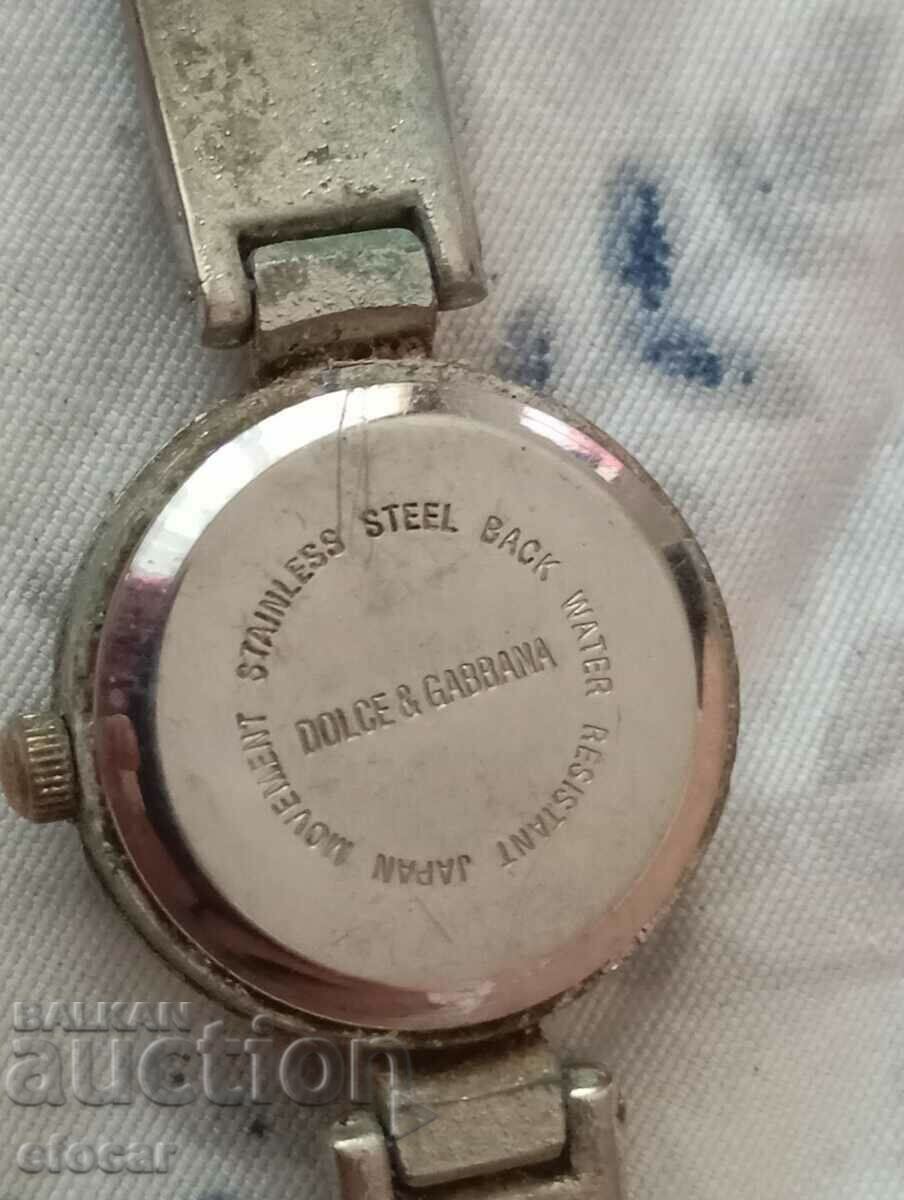 STAINLESS STEEL BACK WATER RESISTANT JAPAN MOVEMENT
DOLCE & GABBANA
BALKAN
auction
efocar